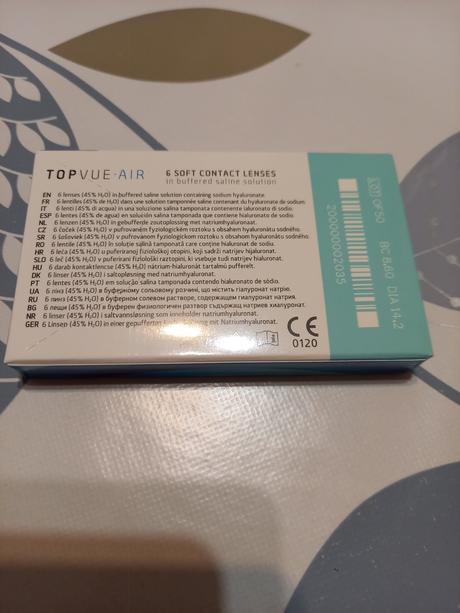 TOPVUE·AIR
6 SOFT CONTACT LENSES
in buffered saline solution
EN 6 lenses (45% H₂O) in buffered saline solution containing sodium hyaluronate.
FR 6 lentilles (45% de H₂O) dans une solution tamponnée saline contenant du hyaluronate de sodium.
IT 6 lenti (45% di acqua) in una soluzione salina tamponata contenente ialuronato di sodio.
ESP 6 lentes (45% de agua) en solución salina tamponada que contiene hialuronato de sodio.
NL 6 lenzen (45% H₂O) in gebufferde zoutoplossing met natriumhyaluronaat.
CZ 6 čoček (45% H₂O) v pufrovaném fyziologickém roztoku s obsahem hyaluronátu sodného.
SR 6 šošoviek (45% H₂O) v pufrovanom fyziologickom roztoku s obsahom hyaluronátu sodného.
RO 6 lentile (45% H₂O) în soluție salină tamponată care conține hialuronat de sodiu.
HR 6 leća (45% H₂O) u puferiranoj fiziološkoj otopini, koji sadrži natrijev hijaluronat.
SLO 6 leč (45% H₂O) v pufrirani fiziološki raztopini, ki vsebuje tudi natrijev hialuronat.
HU 6 darab kontaktlencse (45% H₂O) nátrium-hialuronát tartalmú pufferelt.
DK 6 linser (45% H₂O) i saltopløsning med natriumhyaluronat.
PT 6 lentes (45% H₂O) em solução salina tamponada contendo hialuronato de sódio.
UA 6 лінз (45% H₂O) в буферному сольовому розчині, що містить гіалуронат натрію.
RU 6 линз (45% H₂O) в буферном солевом растворе, содержащем гиалуронат натрия.
BG 6 лещи (45% H₂O) в буферен физиологичен разтвор съдържащ натриев хиалуронат.
NR 6 linser (45% H₂O) i saltvannsløsning som inneholder natriumhyaluronat.
GER 6 Linsen (45% H₂O) in einer gepufferten mit Natriumhyaluronat.
CE
0120
2000000002035
BC 8,60 DIA 14,2